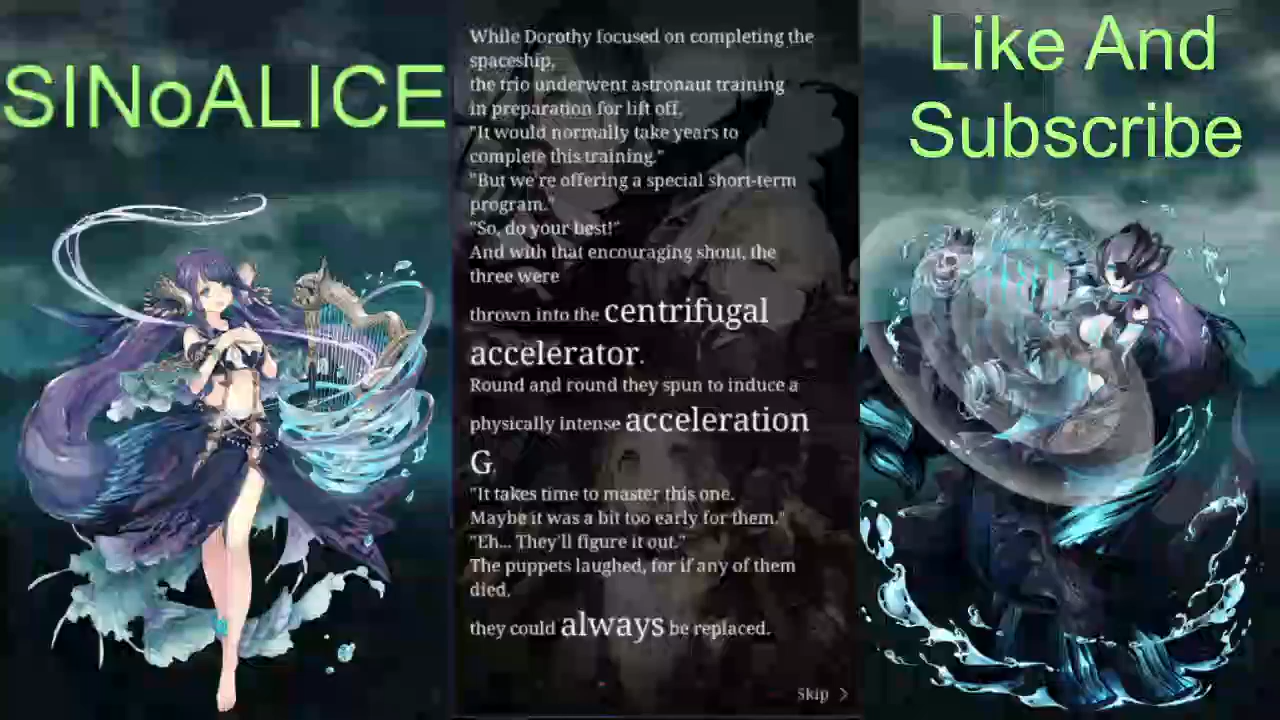 SINoALICE
While Dorothy focused on completing the
spaceship,
the trio underwent astronaut training
in preparation for lift off.
"It would normally take years to
complete this training."
"But we're offering a special short-term
program."
"So, do your best!"
And with that encouraging shout, the
three were
thrown into the centrifugal
accelerator.
Round and round they spun to induce a
physically intense acceleration
G.
"It takes time to master this one.
Maybe it was a bit too early for them."
"Eh... They'll figure it out."
The puppets laughed, for if any of them
died,
they could always be replaced.
Skip >
Like And
Subscribe